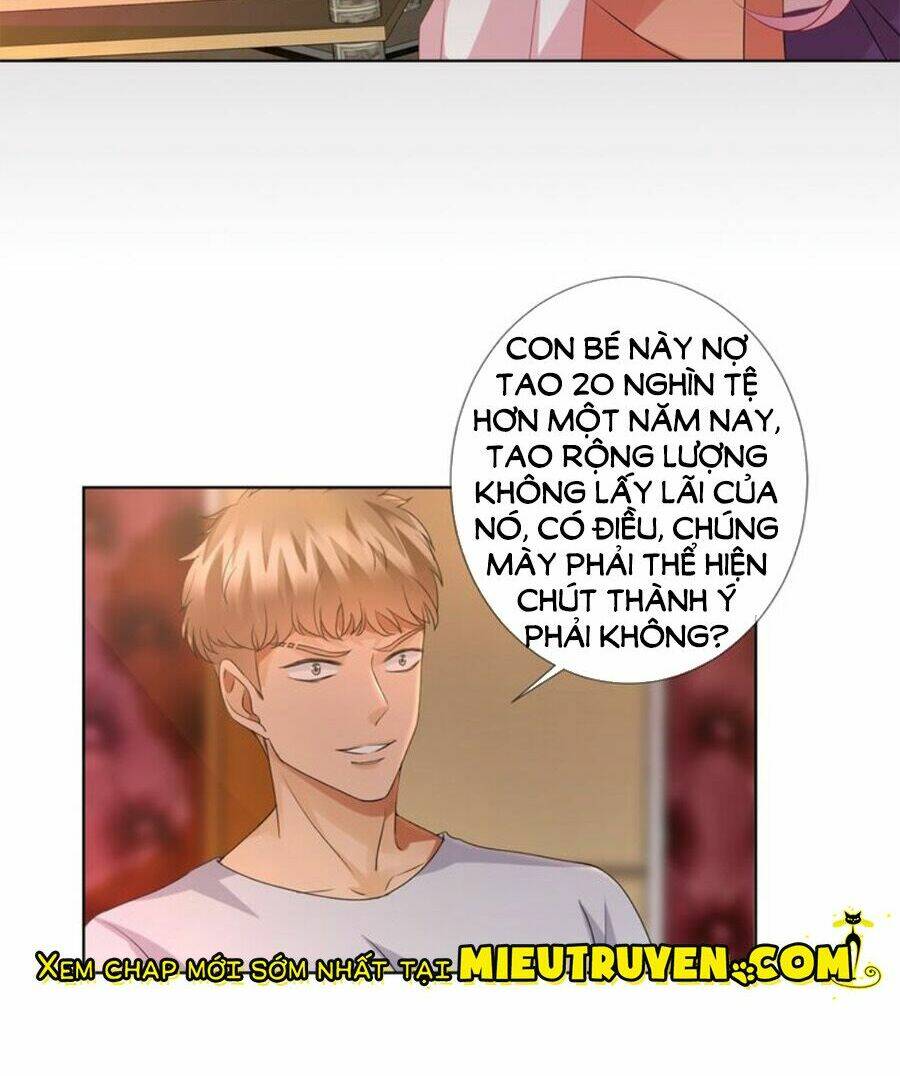 CON BÉ NÀY NỢ
TAO 20 NGHÌN TỆ
HƠN MỘT NĂM NAY,
TAO RỘNG LƯỢNG
KHÔNG LẤY LÃI CỦA
NÓ, CÓ ĐIỀU, CHÚNG
MÀY PHẢI THỂ HIỆN
CHÚT THÀNH Ý
PHẢI KHÔNG?
XEM CHAP MỚI SỚM NHẤT TẠI MIEUTRUYEN.COM